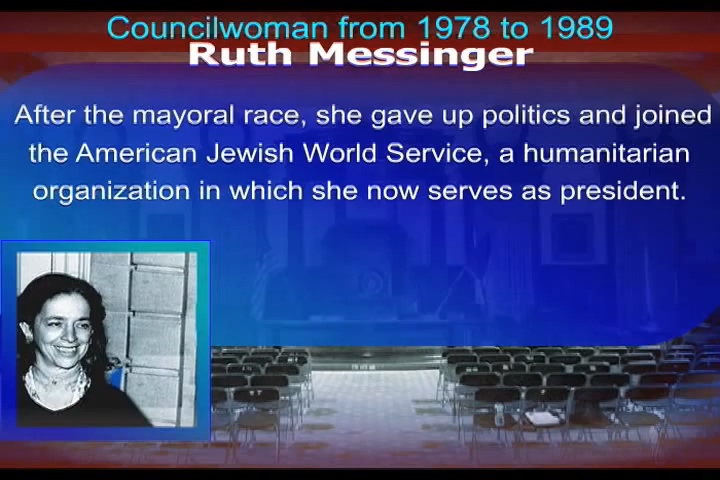 Councilwoman from 1978 to 1989
Ruth Messinger
After the mayoral race, she gave up politics and joined
the American Jewish World Service, a humanitarian
organization in which she now serves as president.